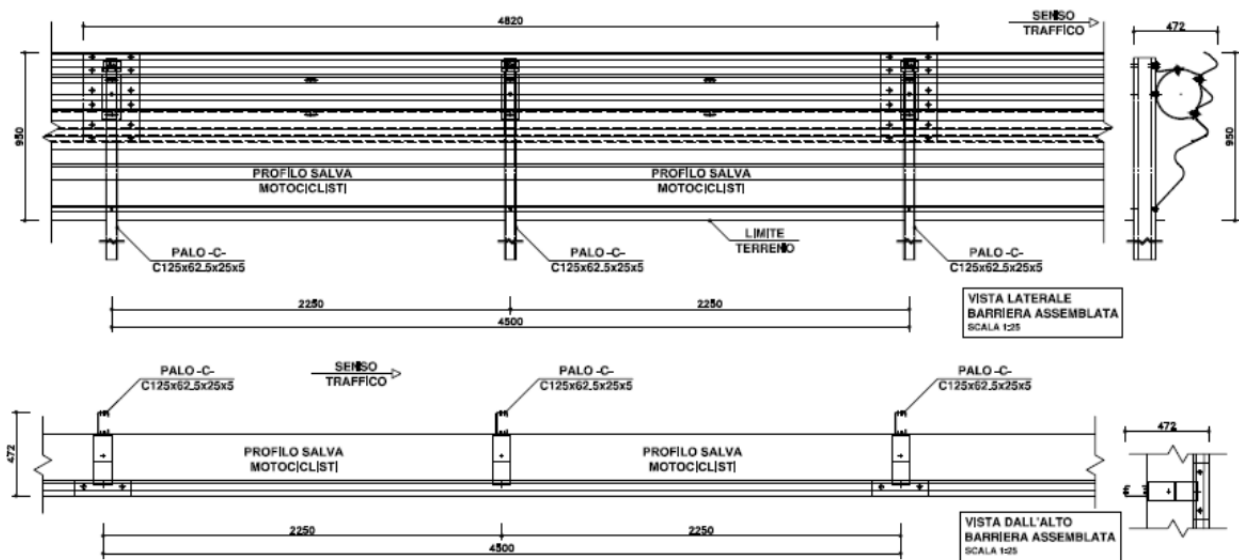 4820
SENSO
TRAFFICO
472
950
950
PROFILO SALVA
MOTOCICLISTI
PROFILO SALVA
MOTOCICLISTI
LIMITE
TERRENO
PALO -C-
C125x62.5x25x5
PALO -C-
C125x62.5x25x5
PALO -C-
C125x62.5x25x5
2250
2250
4500
VISTA LATERALE
BARRIERA ASSEMBLATA
SCALA 1:25
PALO -C-
C125x62.5x25x5
SENSO
TRAFFICO
PALO -C-
C125x62.5x25x5
PALO -C-
C125x62.5x25x5
472
PROFILO SALVA
MOTOCICLISTI
PROFILO SALVA
MOTOCICLISTI
472
2250
2250
4500
VISTA DALL'ALTO
BARRIERA ASSEMBLATA
SCALA 1:25